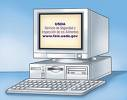 USDA
Servicio de Seguridad e
Inspección de los Alimentos
www.fsis.usda.gov